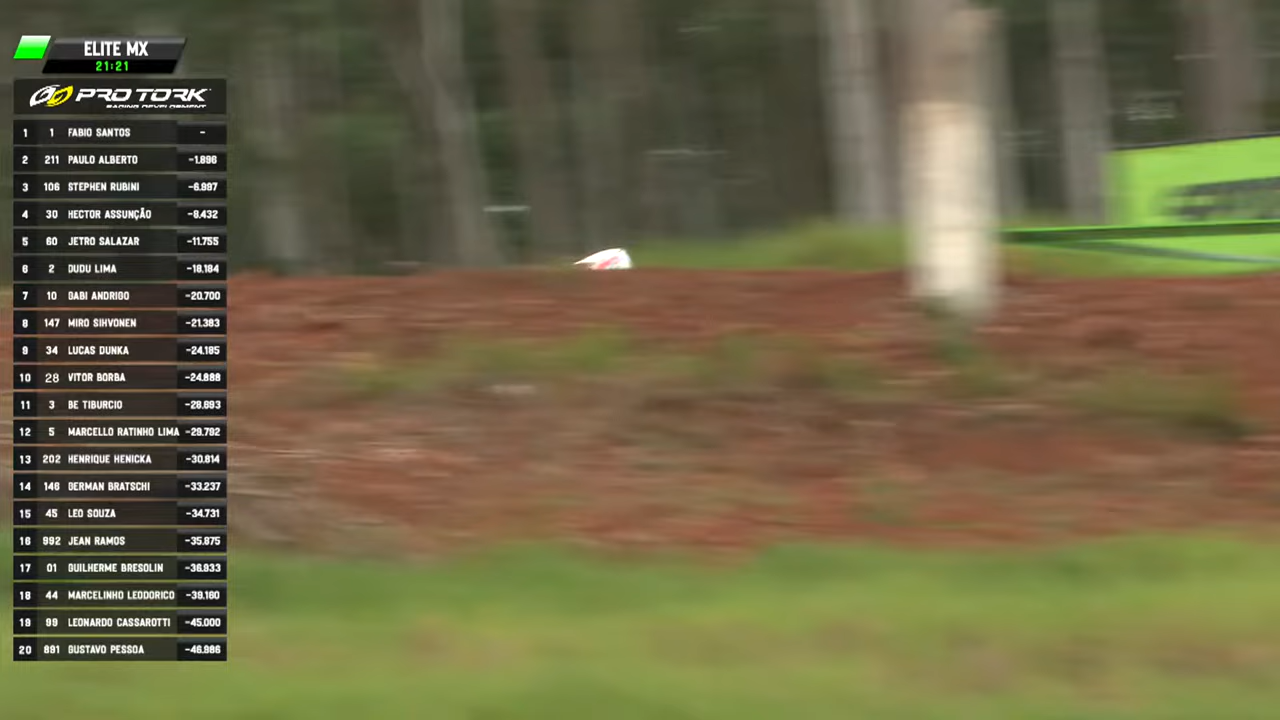 ELITE MX
21:21
PRO TORK
RACING DEVELOPMENT
1 1 FABIO SANTOS -
2 211 PAULO ALBERTO -1.896
3 106 STEPHEN RUBINI -6.997
4 30 HECTOR ASSUNÇÃO -8.432
5 60 JETRO SALAZAR -11.755
6 2 DUDU LIMA -18.184
7 10 GABI ANDRIGO -20.700
8 147 MIRO SIHVONEN -21.383
9 34 LUCAS DUNKA -24.185
10 28 VITOR BORBA -24.888
11 3 BE TIBURCIO -28.693
12 5 MARCELLO RATINHO LIMA -29.792
13 202 HENRIQUE HENICKA -30.814
14 146 GERMAN BRATSCHI -33.237
15 45 LEO SOUZA -34.731
16 992 JEAN RAMOS -35.875
17 01 GUILHERME BRESOLIN -36.933
18 44 MARCELINHO LEODORICO -39.160
19 99 LEONARDO CASSAROTTI -45.000
20 891 GUSTAVO PESSOA -46.986